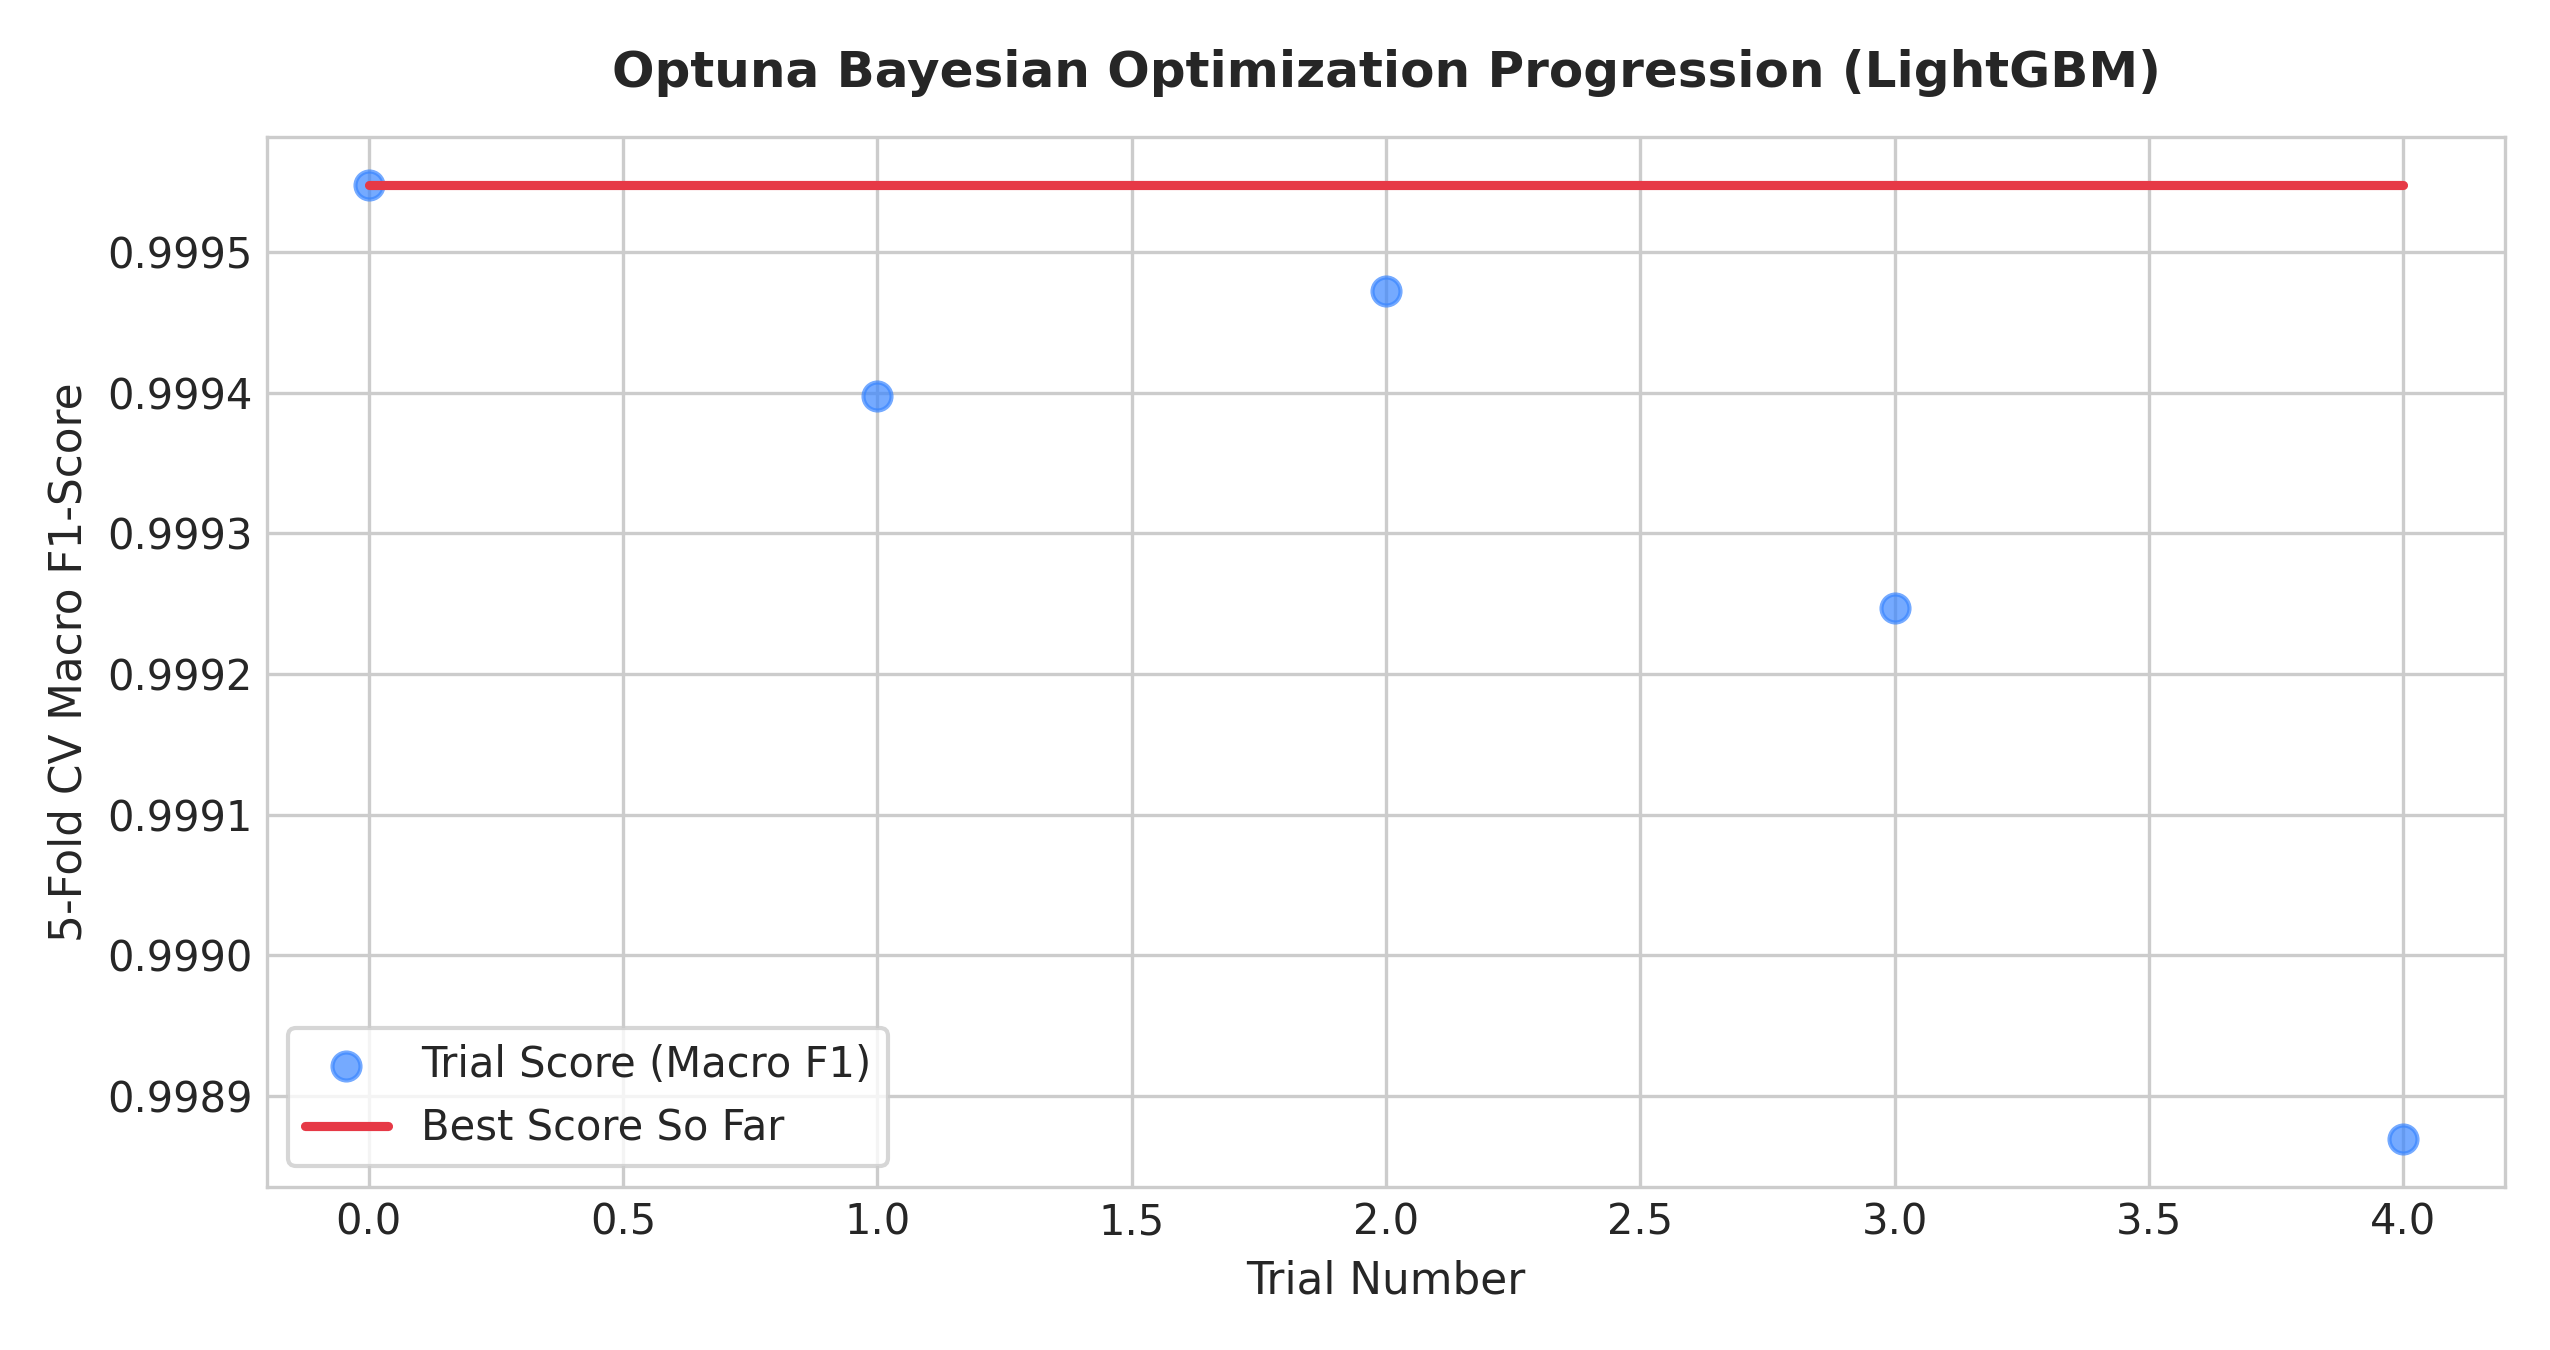 Optuna Bayesian Optimization Progression (LightGBM)
5-Fold CV Macro F1-Score
0.9995
0.9994
0.9993
0.9992
0.9991
0.9990
0.9989
Trial Score (Macro F1)
Best Score So Far
0.0 0.5 1.0 1.5 2.0 2.5 3.0 3.5 4.0
Trial Number